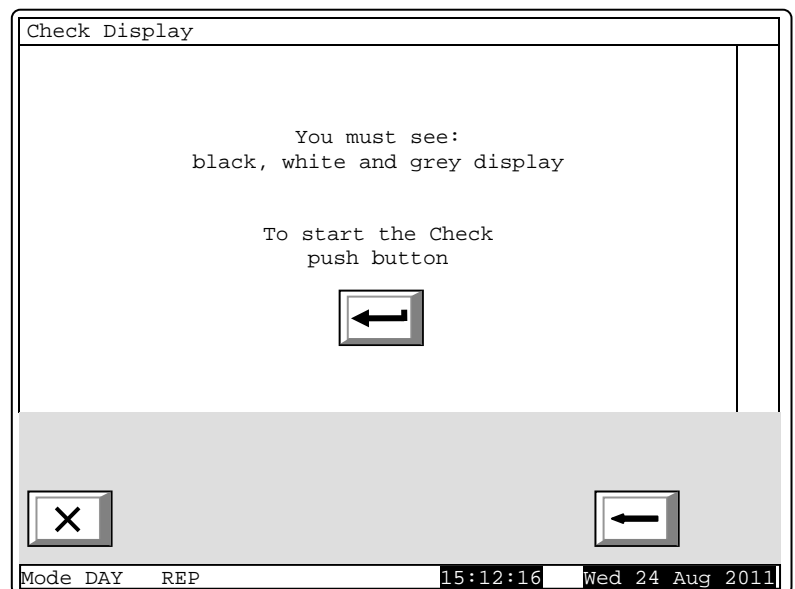 Check Display
You must see:
black, white and grey display
To start the Check
push button
Mode DAY REP 15:12:16 Wed 24 Aug 2011